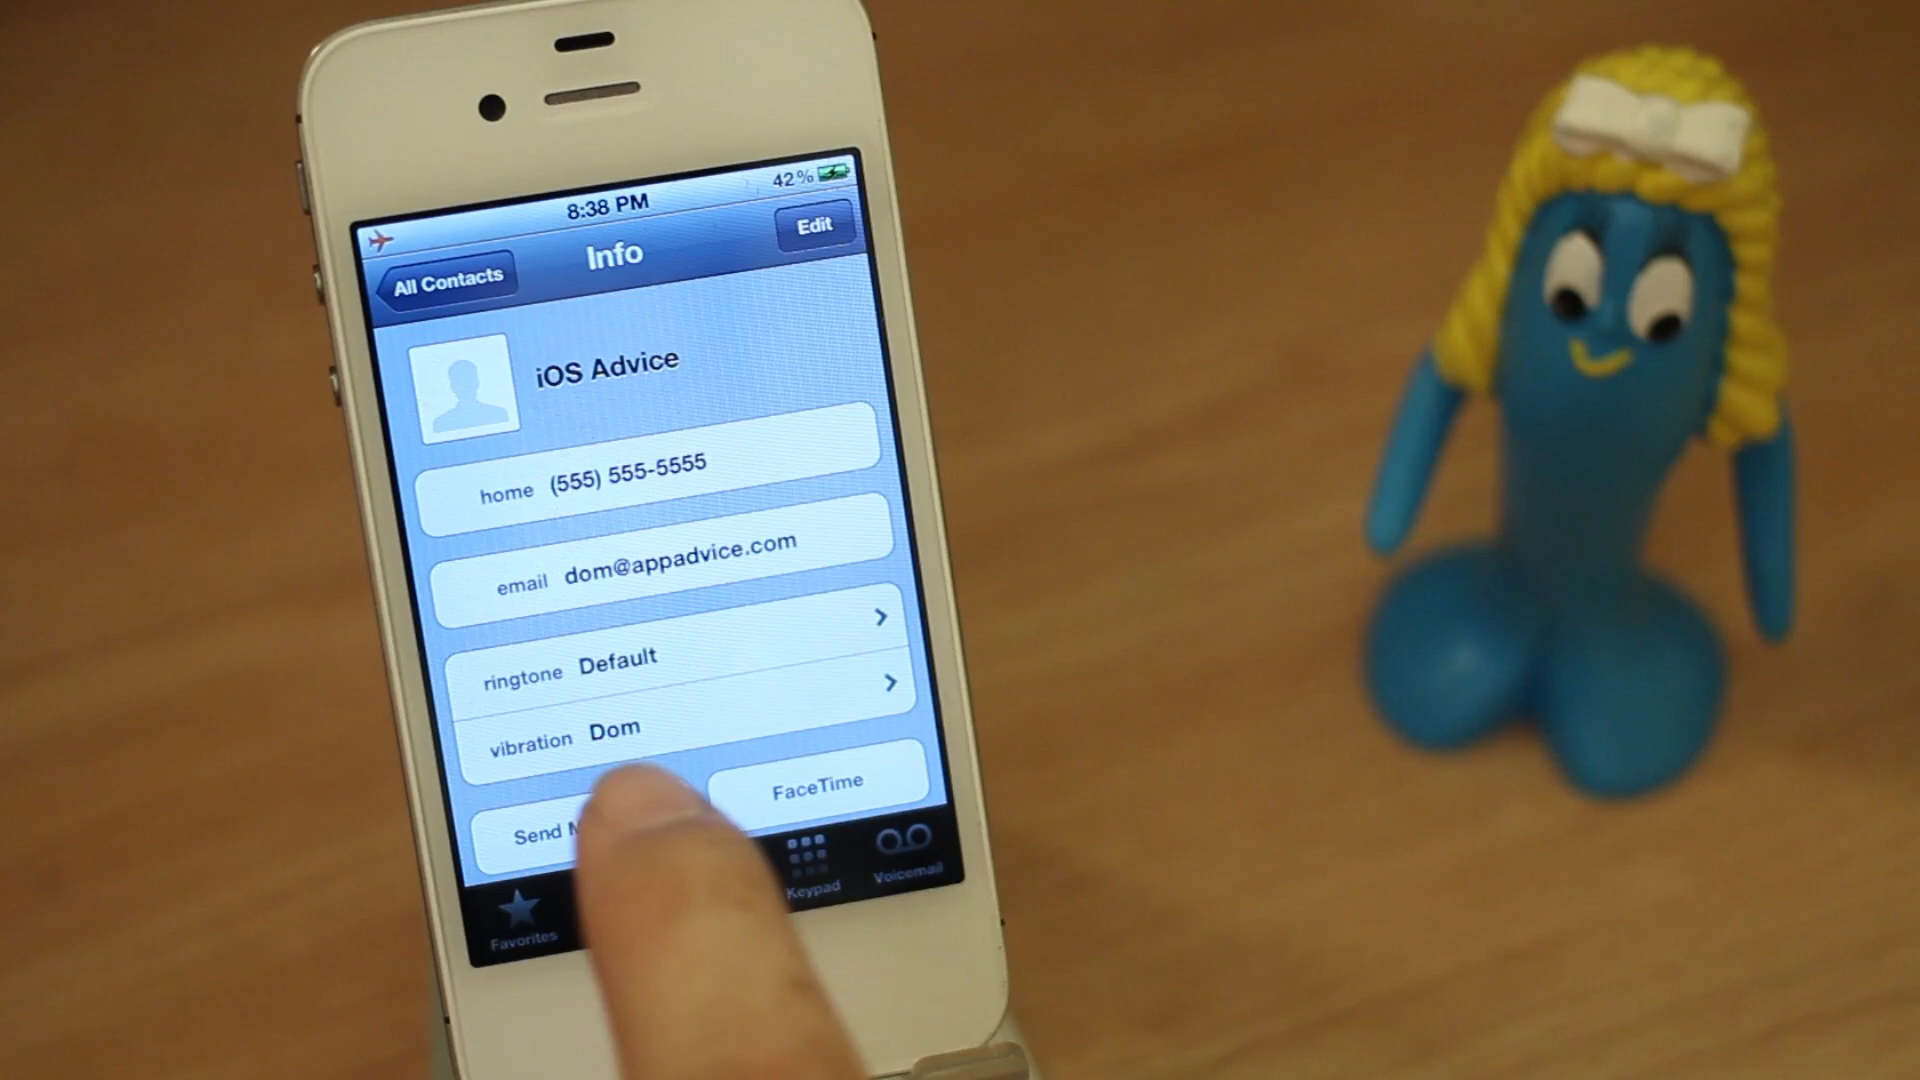 42%
8:38 PM
All Contacts
Info
Edit
iOS Advice
home (555) 555-5555
email dom@appadvice.com
ringtone Default
vibration Dom
Send
FaceTime
Favorites
Keypad
Voicemail